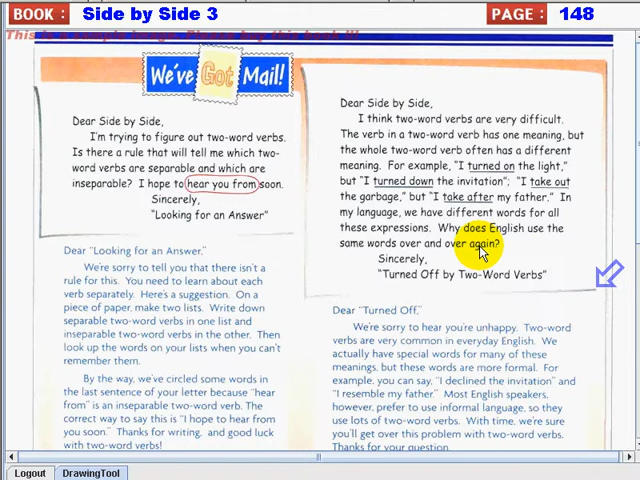 BOOK : Side by Side 3 PAGE : 148
This is a sample image. Please buy this book !!!
We've Got Mail!
Dear Side by Side,
I'm trying to figure out two-word verbs.
Is there a rule that will tell me which two-
word verbs are separable and which are
inseparable? I hope to hear you from soon.
Sincerely,
"Looking for an Answer"
Dear "Looking for an Answer,"
We're sorry to tell you that there isn't a
rule for this. You need to learn about each
verb separately. Here's a suggestion. On a
piece of paper, make two lists. Write down
separable two-word verbs in one list and
inseparable two-word verbs in the other. Then
look up the words on your lists when you can't
remember them.
By the way, we've circled some words in
the last sentence of your letter because "hear
from" is an inseparable two-word verb. The
correct way to say this is "I hope to hear from
you soon." Thanks for writing, and good luck
with two-word verbs!
Dear Side by Side,
I think two-word verbs are very difficult.
The verb in a two-word verb has one meaning, but
the whole two-word verb often has a different
meaning. For example, "I turned on the light,"
but "I turned down the invitation"; "I take out
the garbage," but "I take after my father." In
my language, we have different words for all
these expressions. Why does English use the
same words over and over again?
Sincerely,
"Turned Off by Two-Word Verbs"
Dear "Turned Off,"
We're sorry to hear you're unhappy. Two-word
verbs are very common in everyday English. We
actually have special words for many of these
meanings, but these words are more formal. For
example, you can say, "I declined the invitation" and
"I resemble my father." Most English speakers,
however, prefer to use informal language, so they
use lots of two-word verbs. With time, we're sure
you'll get over this problem with two-word verbs.
Thanks for your question.
Logout DrawingTool